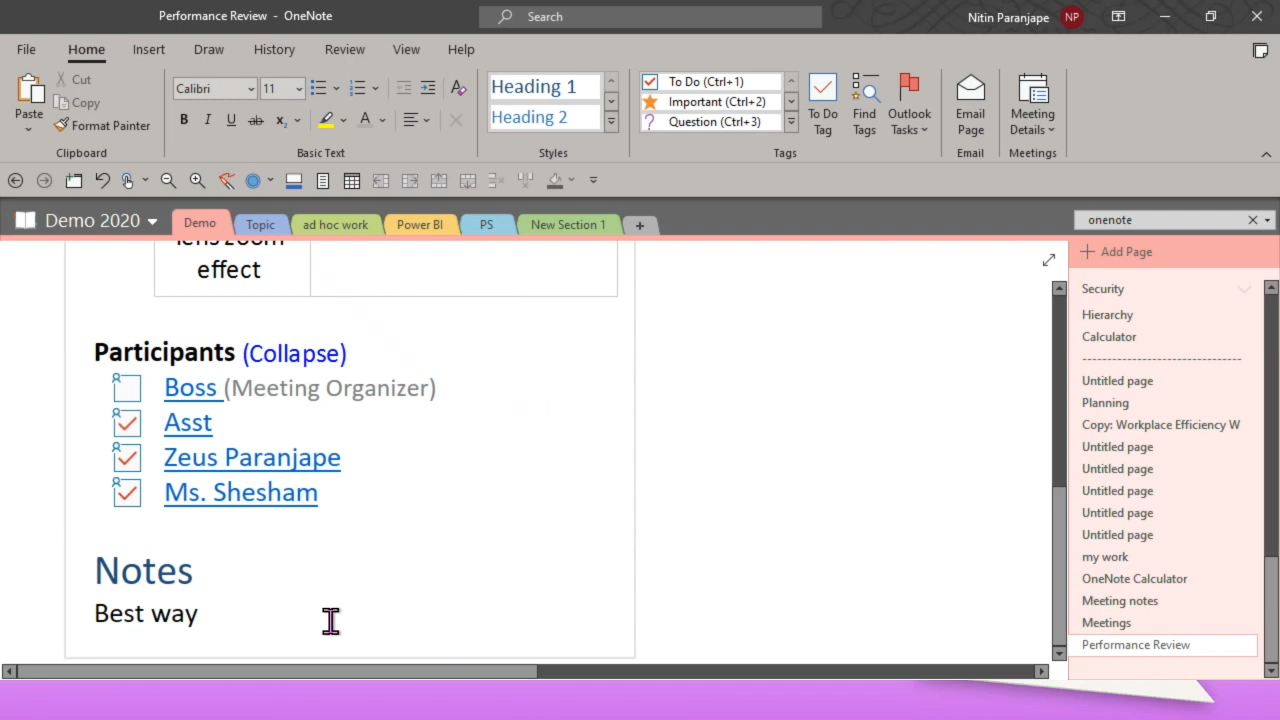 Performance Review - OneNote
Search
Nitin Paranjape NP
File Home Insert Draw History Review View Help
Paste
Cut
Copy
Format Painter
Clipboard
Calibri 11
B I U ab x₂ A
Basic Text
Heading 1
Heading 2
Styles
To Do (Ctrl+1)
Important (Ctrl+2)
? Question (Ctrl+3)
To Do Tag
Find Tags
Outlook Tasks
Tags
Email Page
Email
Meeting Details
Meetings
Demo 2020
Demo Topic ad hoc work Power BI PS New Section 1 +
onenote
lens zoom
effect
Participants (Collapse)
Boss (Meeting Organizer)
Asst
Zeus Paranjape
Ms. Shesham
Notes
Best way
Add Page
Security
Hierarchy
Calculator
--------------------------------
Untitled page
Planning
Copy: Workplace Efficiency W
Untitled page
Untitled page
Untitled page
Untitled page
Untitled page
my work
OneNote Calculator
Meeting notes
Meetings
Performance Review